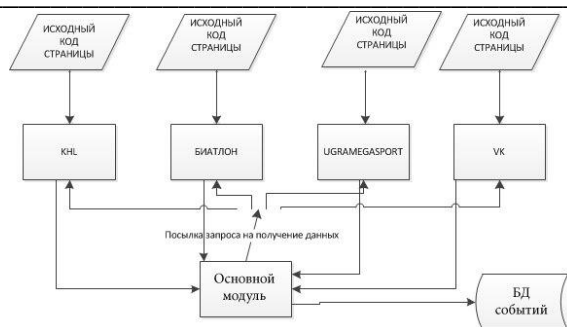 ИСХОДНЫЙ
КОД
СТРАНИЦЫ
ИСХОДНЫЙ
КОД
СТРАНИЦЫ
ИСХОДНЫЙ
КОД
СТРАНИЦЫ
ИСХОДНЫЙ
КОД
СТРАНИЦЫ
KHL
БИАТЛОН
UGRAMEGASPORT
VK
Посылка запроса на получение данных
Основной
модуль
БД
событий